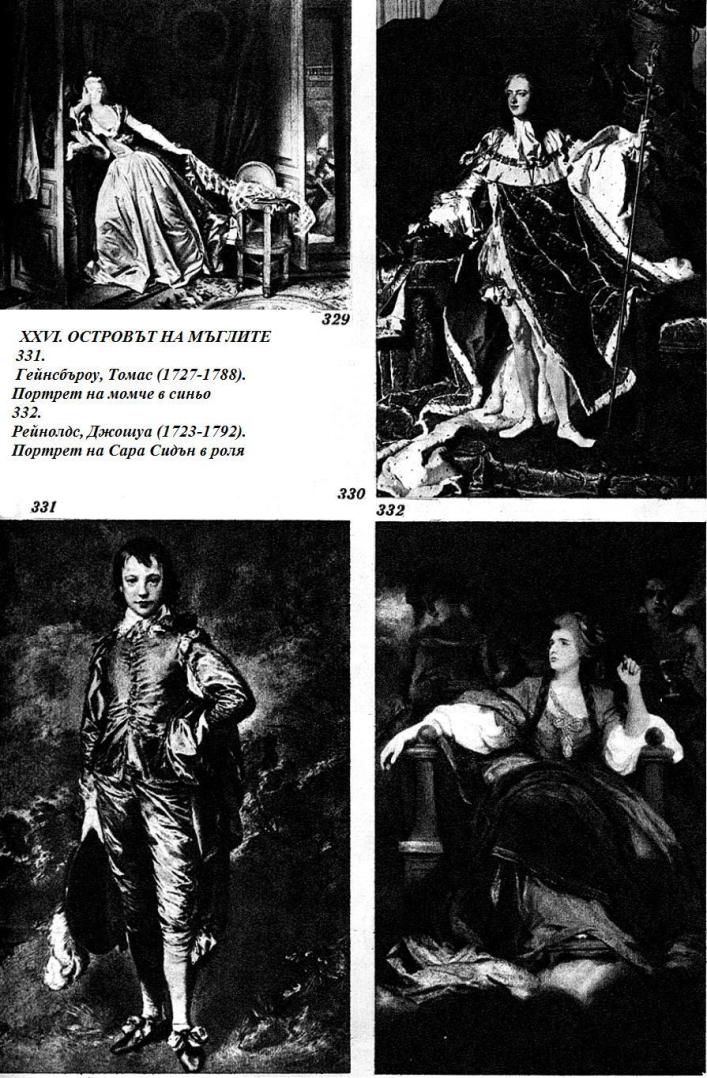 329
XXVI. ОСТРОВЪТ НА МЪГЛИТЕ
331.
Гейнсбъроу, Томас (1727-1788).
Портрет на момче в синьо
332.
Рейнолдс, Джошуа (1723-1792).
Портрет на Сара Сидън в роля
330
331
332